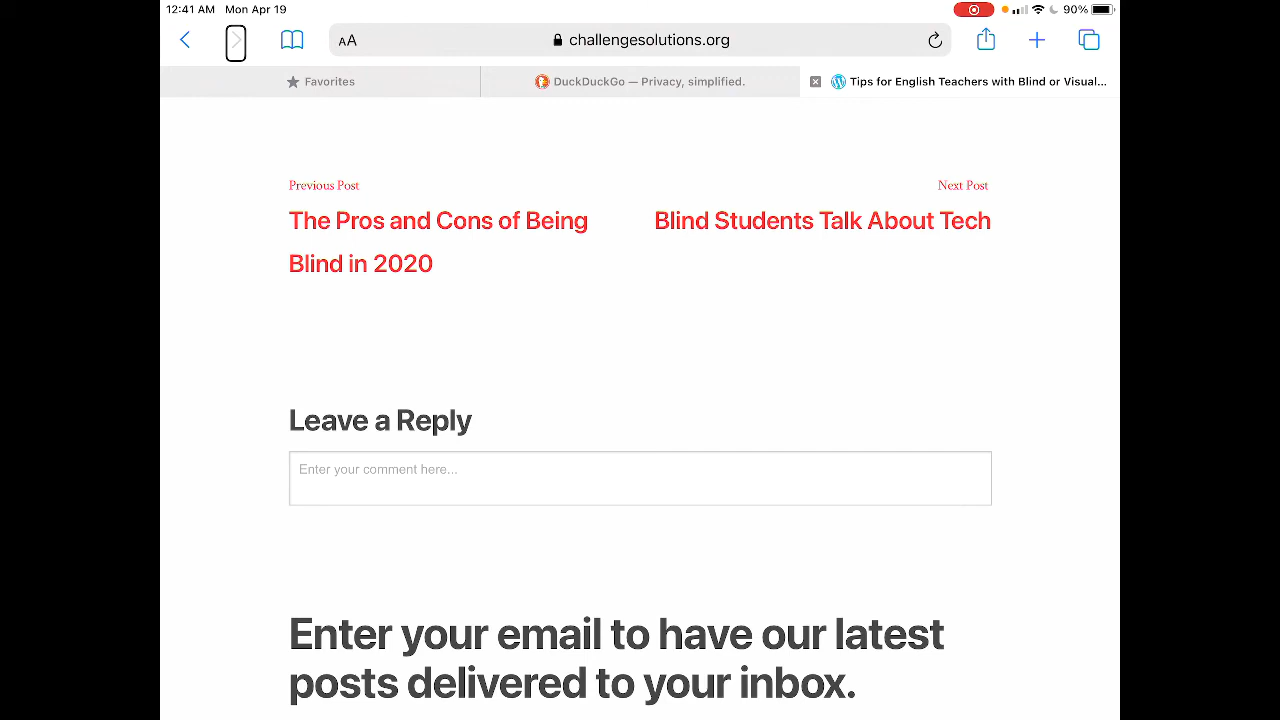 12:41 AM Mon Apr 19
90%
AA
challengesolutions.org
Favorites
DuckDuckGo — Privacy, simplified.
Tips for English Teachers with Blind or Visual...
Previous Post
Next Post
The Pros and Cons of Being
Blind Students Talk About Tech
Blind in 2020
Leave a Reply
Enter your comment here...
Enter your email to have our latest
posts delivered to your inbox.